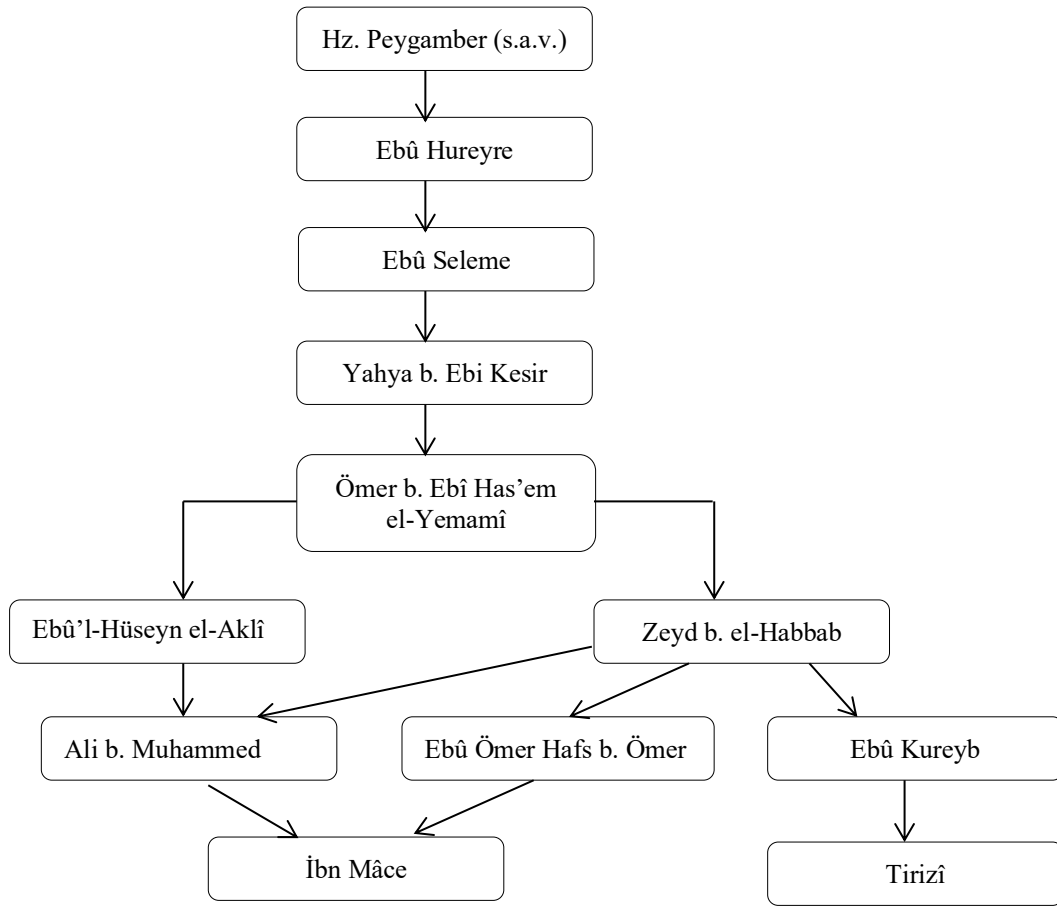 Hz. Peygamber (s.a.v.)
Ebû Hureyre
Ebû Seleme
Yahya b. Ebi Kesir
Ömer b. Ebî Has’em
el-Yemamî
Ebû’l-Hüseyn el-Aklî
Zeyd b. el-Habbab
Ali b. Muhammed
Ebû Ömer Hafs b. Ömer
Ebû Kureyb
İbn Mâce
Tirizî